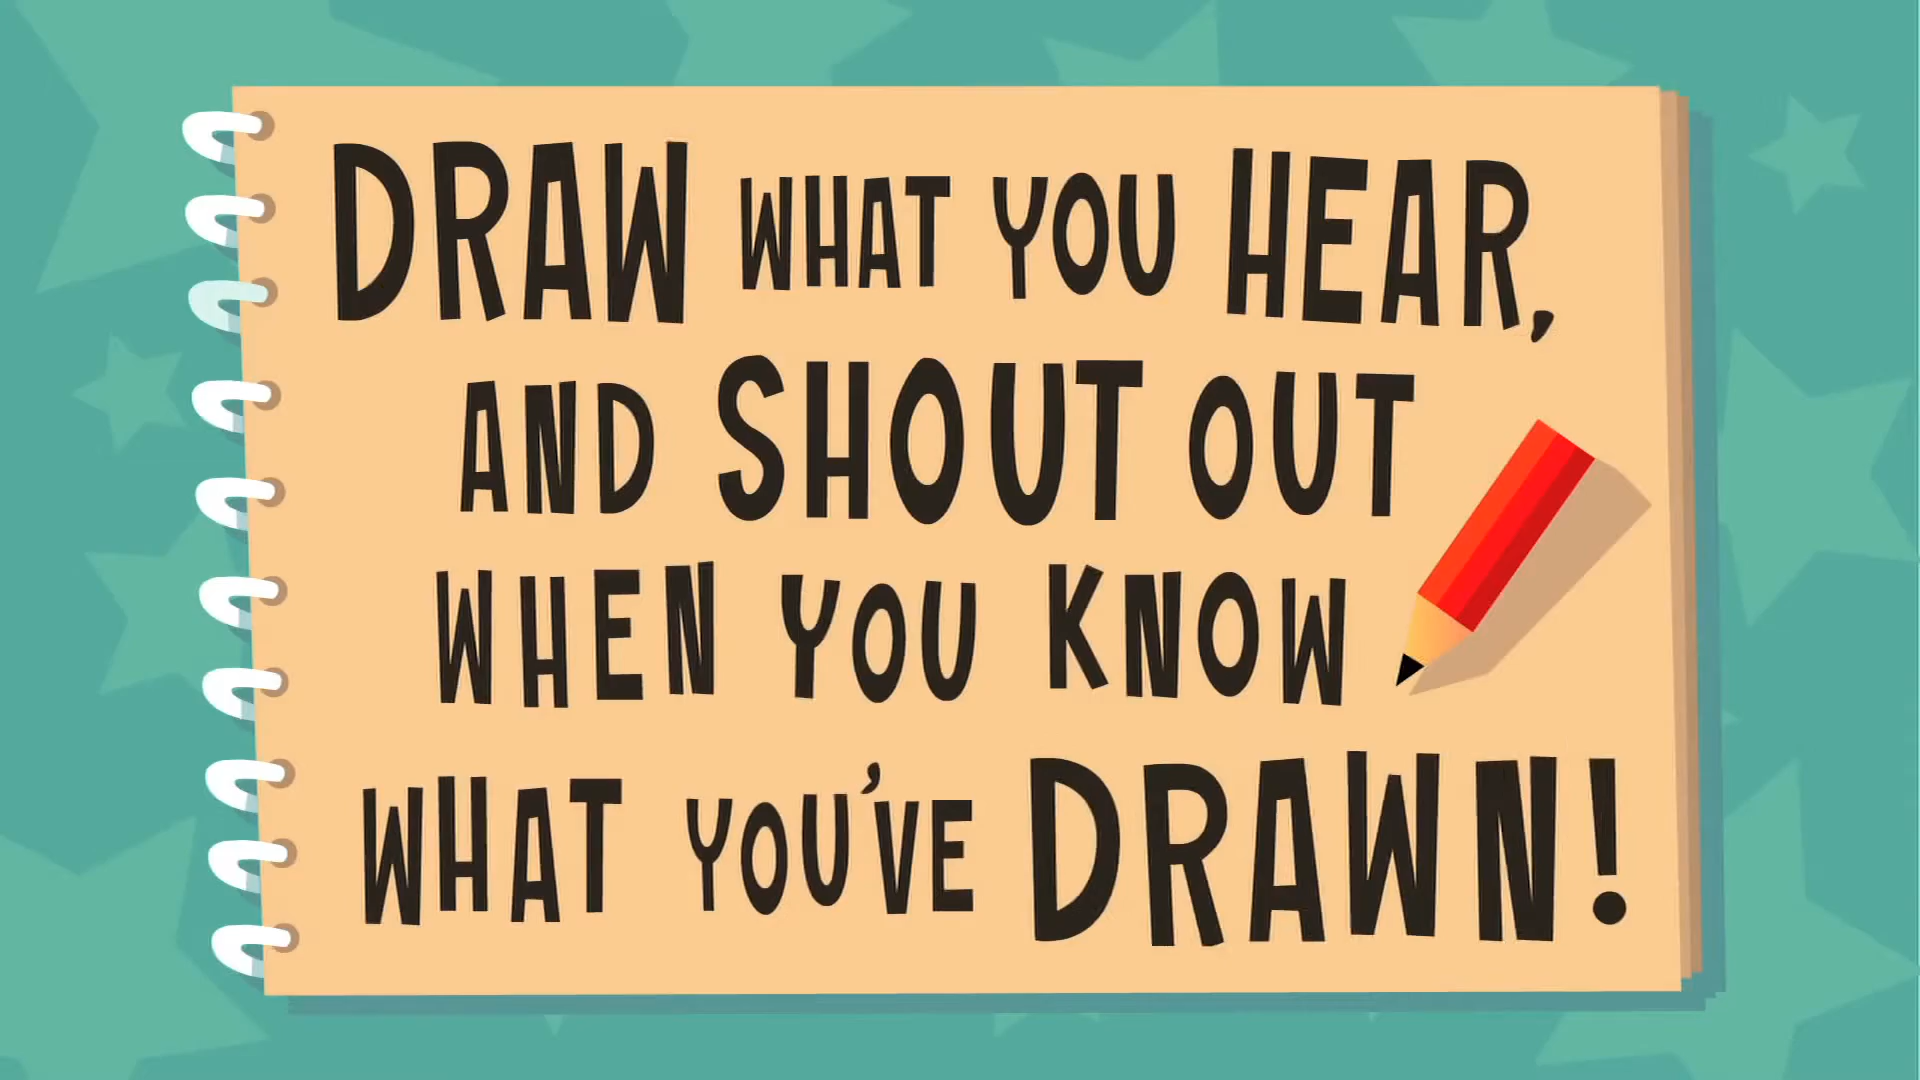 DRAW WHAT YOU HEAR,
AND SHOUT OUT
WHEN YOU KNOW
WHAT YOU'VE DRAWN!